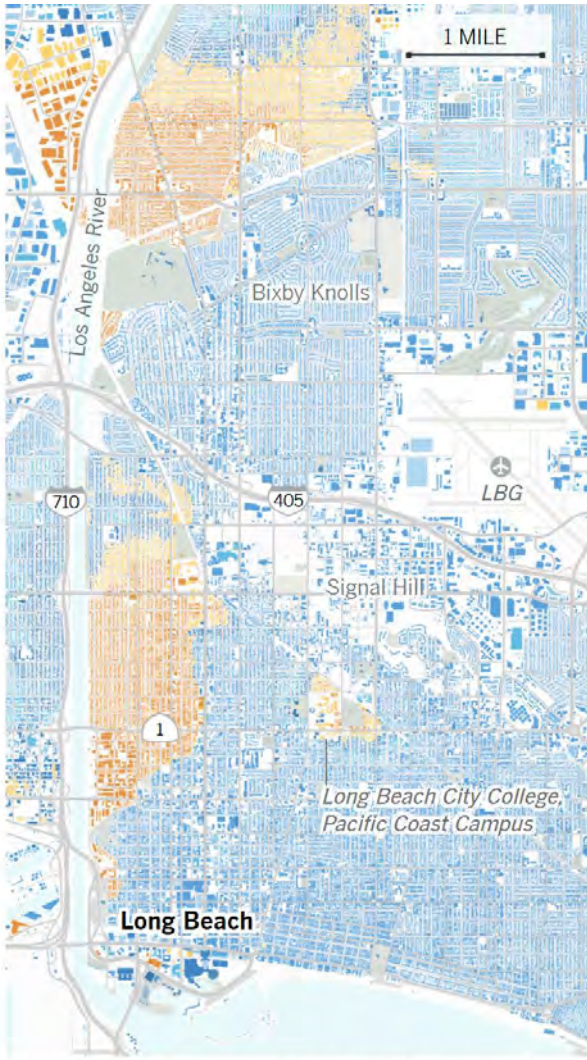 1 MILE
Los Angeles River
Bixby Knolls
710
405
LBG
Signal Hill
1
Long Beach City College,
Pacific Coast Campus
Long Beach